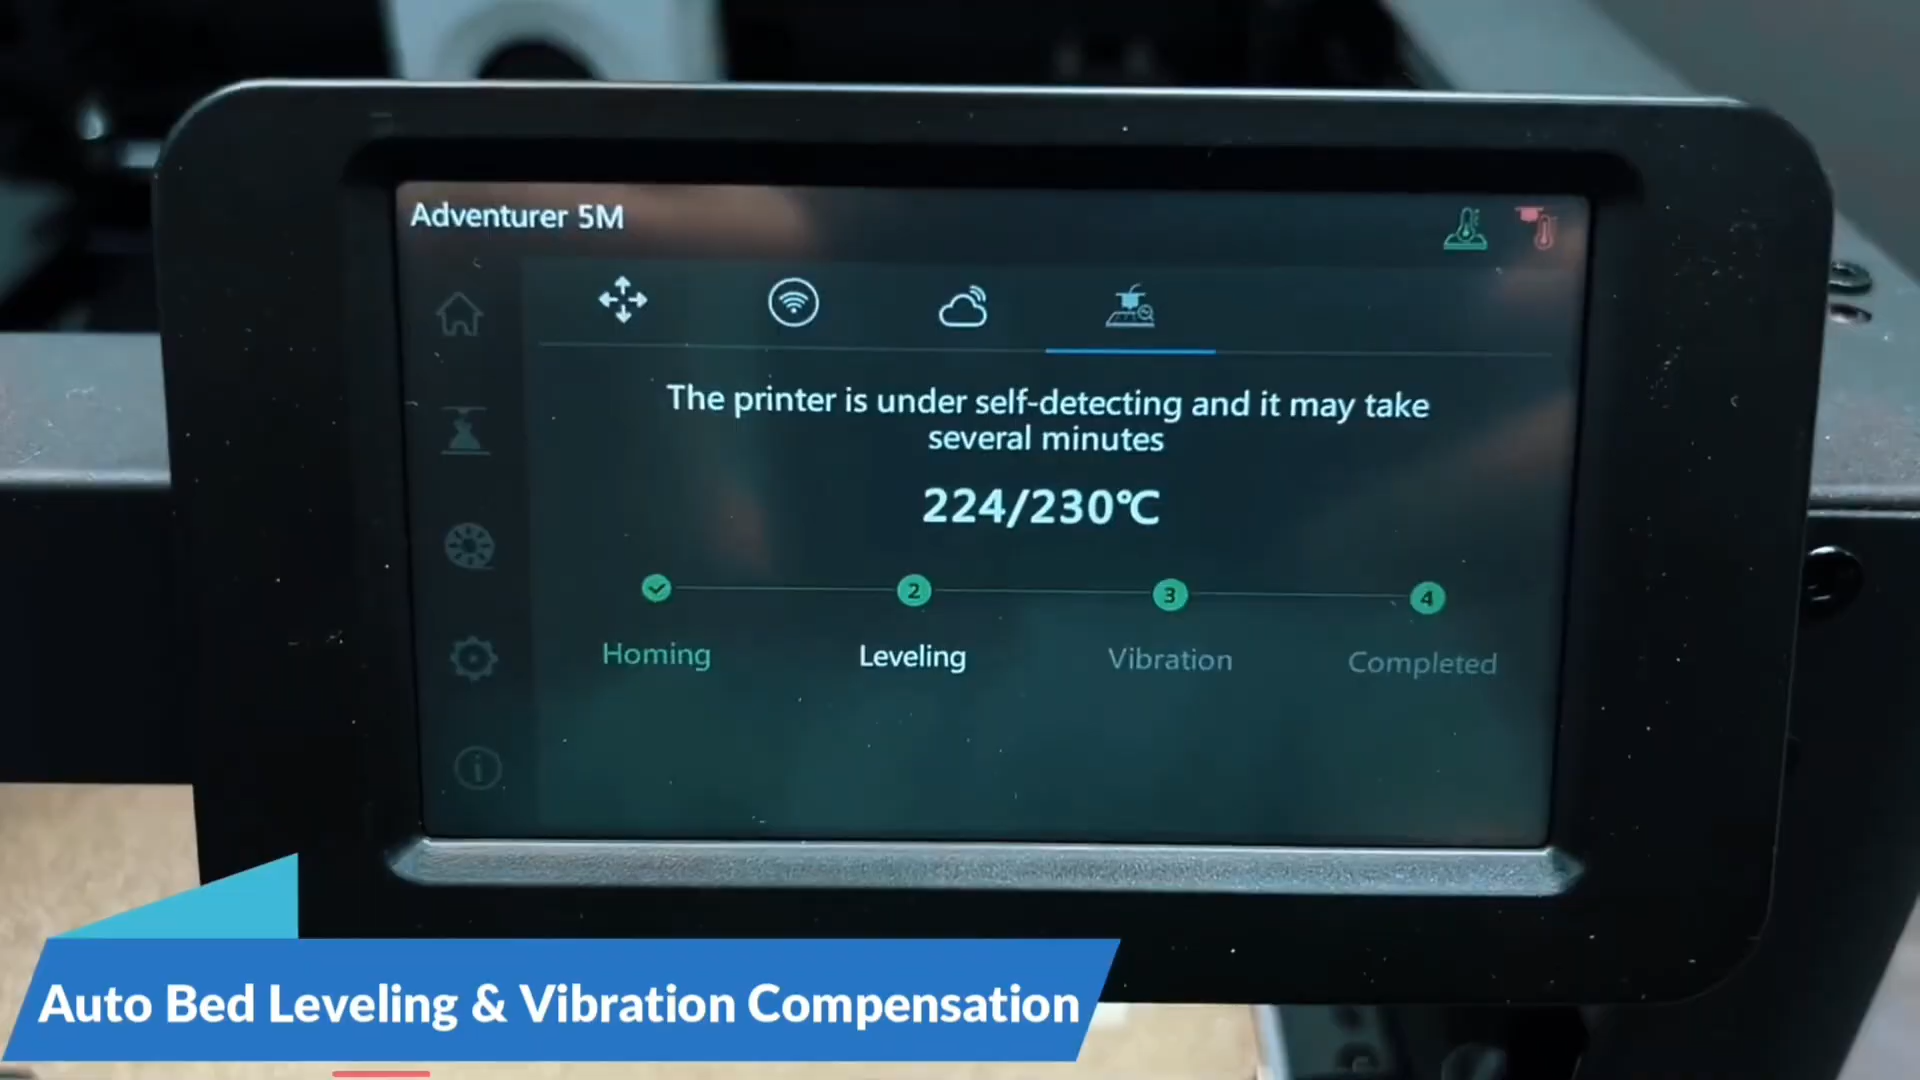 Adventurer 5M
The printer is under self-detecting and it may take
several minutes
224/230℃
2
3
4
Homing
Leveling
Vibration
Completed
Auto Bed Leveling & Vibration Compensation